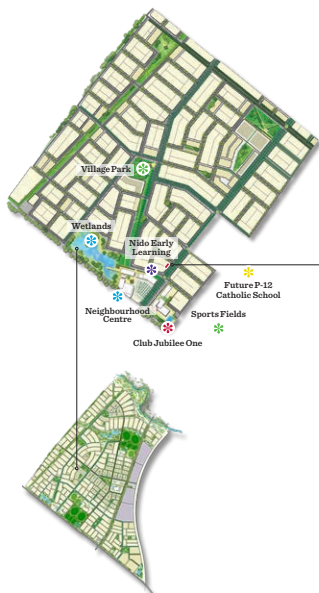 Village Park
Wetlands
Nido Early
Learning
Future P-12
Catholic School
Neighbourhood
Centre
Sports Fields
Club Jubilee One